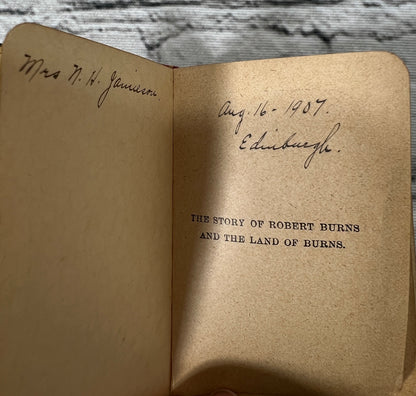 Mrs N. H. Jamieson.
Aug. 16 - 1907.
Edinburgh.
THE STORY OF ROBERT BURNS
AND THE LAND OF BURNS.